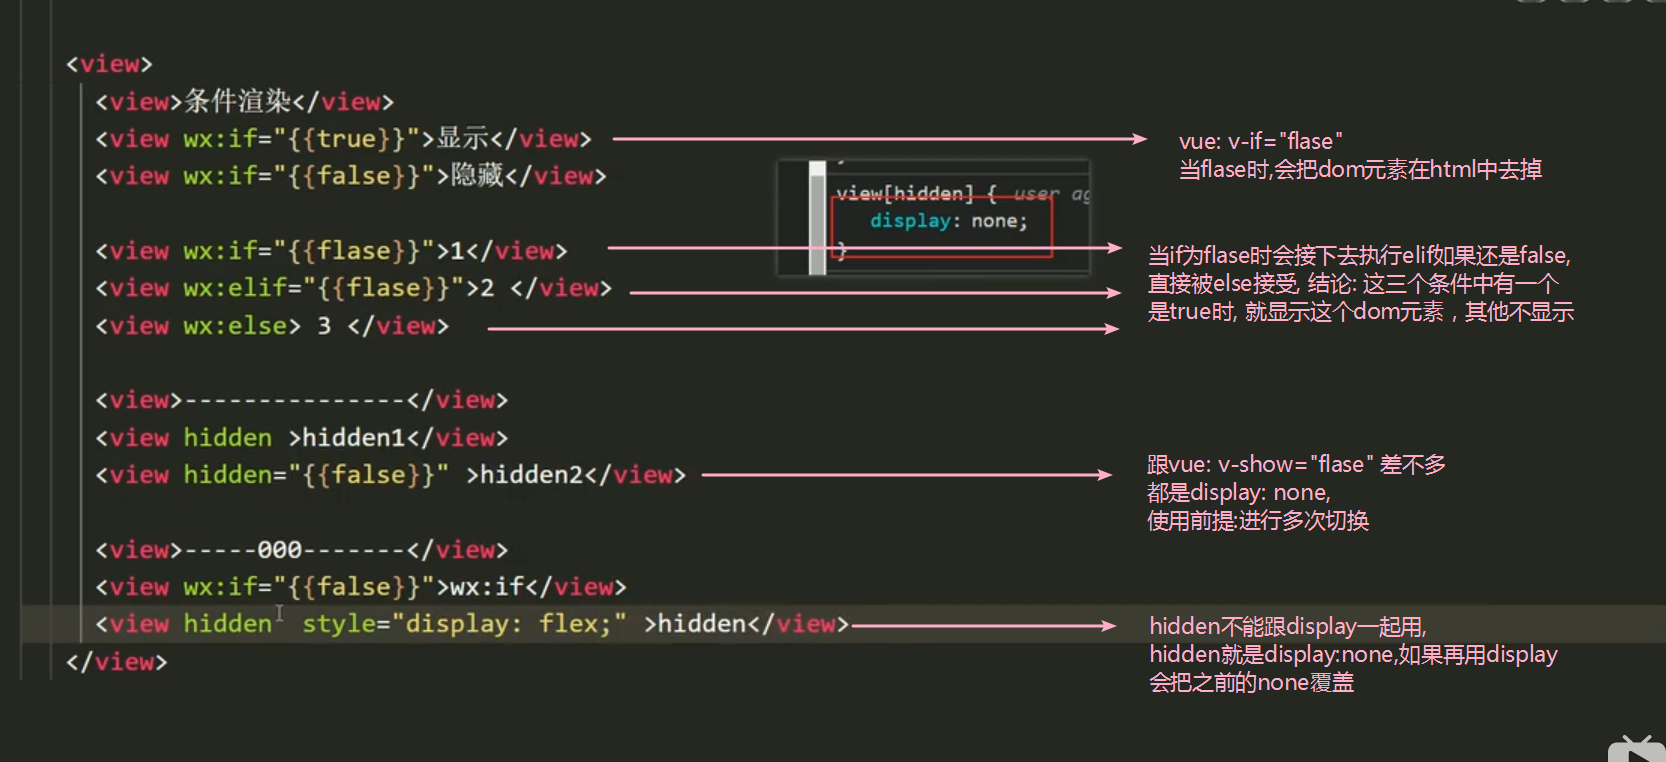 <view>
<view>条件渲染</view>
<view wx:if="{{true}}">显示</view>
vue: v-if="flase"
当flase时,会把dom元素在html中去掉
<view wx:if="{{false}}">隐藏</view>
view[hidden] { user ag
display: none;
}
<view wx:if="{{flase}}">1</view>
<view wx:elif="{{flase}}">2 </view>
<view wx:else> 3 </view>
当if为flase时会接下去执行elif如果还是false,
直接被else接受, 结论: 这三个条件中有一个
是true时, 就显示这个dom元素，其他不显示
<view>---------------</view>
<view hidden >hidden1</view>
<view hidden="{{false}}" >hidden2</view>
跟vue: v-show="flase" 差不多
都是display: none,
使用前提:进行多次切换
<view>-----000-------</view>
<view wx:if="{{false}}">wx:if</view>
<view hidden  style="display: flex;" >hidden</view>
hidden不能跟display一起用,
hidden就是display:none,如果再用display
会把之前的none覆盖
</view>